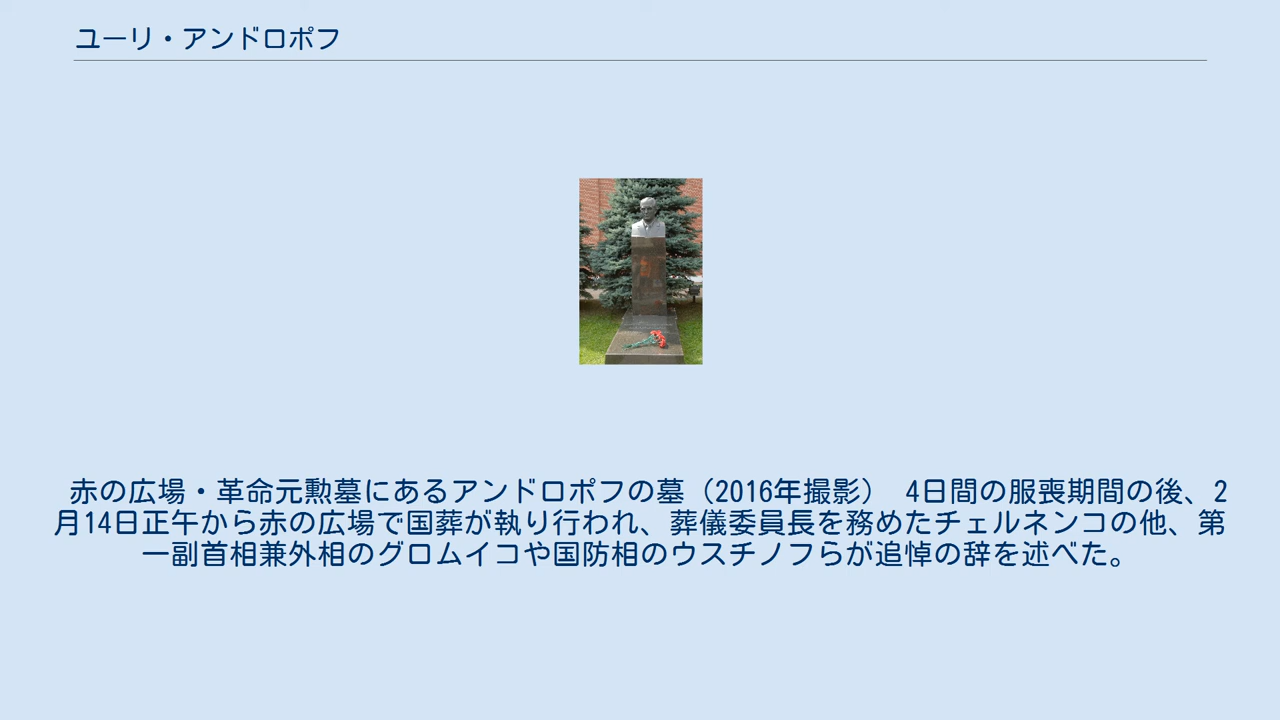 ユーリ・アンドロポフ
赤の広場・革命元勲墓にあるアンドロポフの墓（2016年撮影） 4日間の服喪期間の後、2
月14日正午から赤の広場で国葬が執り行われ、葬儀委員長を務めたチェルネンコの他、第
一副首相兼外相のグロムイコや国防相のウスチノフらが追悼の辞を述べた。